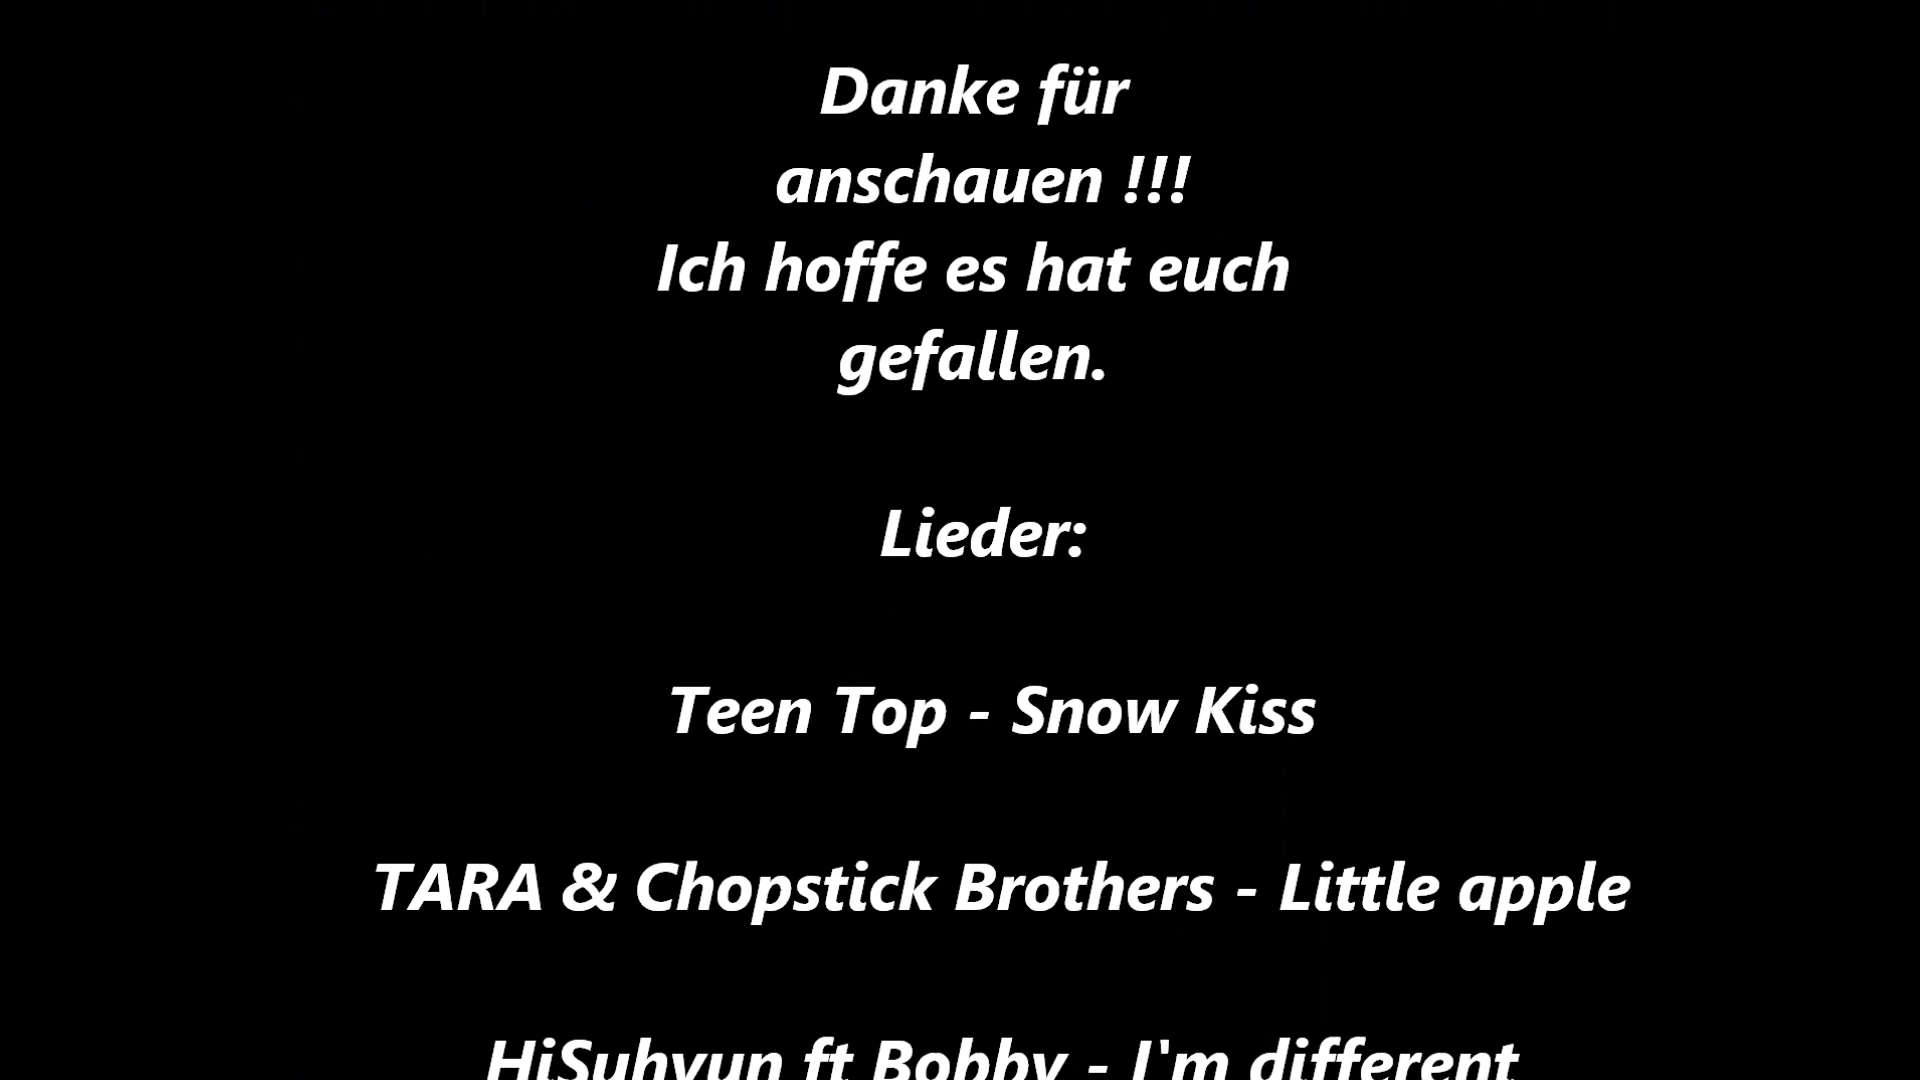 Danke für
anschauen !!!
Ich hoffe es hat euch
gefallen.
Lieder:
Teen Top - Snow Kiss
TARA & Chopstick Brothers - Little apple
HiSuhyun ft Bobby - I'm different